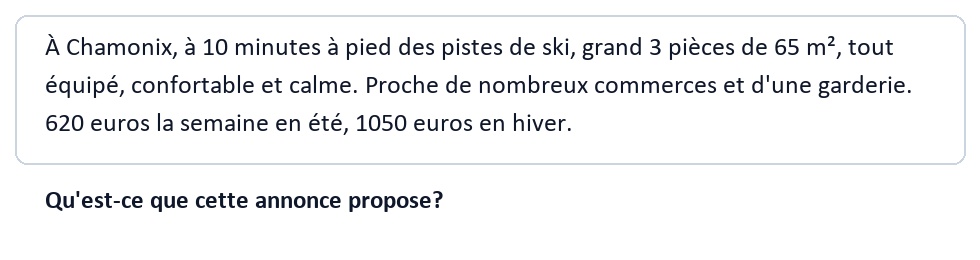 À Chamonix, à 10 minutes à pied des pistes de ski, grand 3 pièces de 65 m², tout
équipé, confortable et calme. Proche de nombreux commerces et d'une garderie.
620 euros la semaine en été, 1050 euros en hiver.
Qu'est-ce que cette annonce propose?